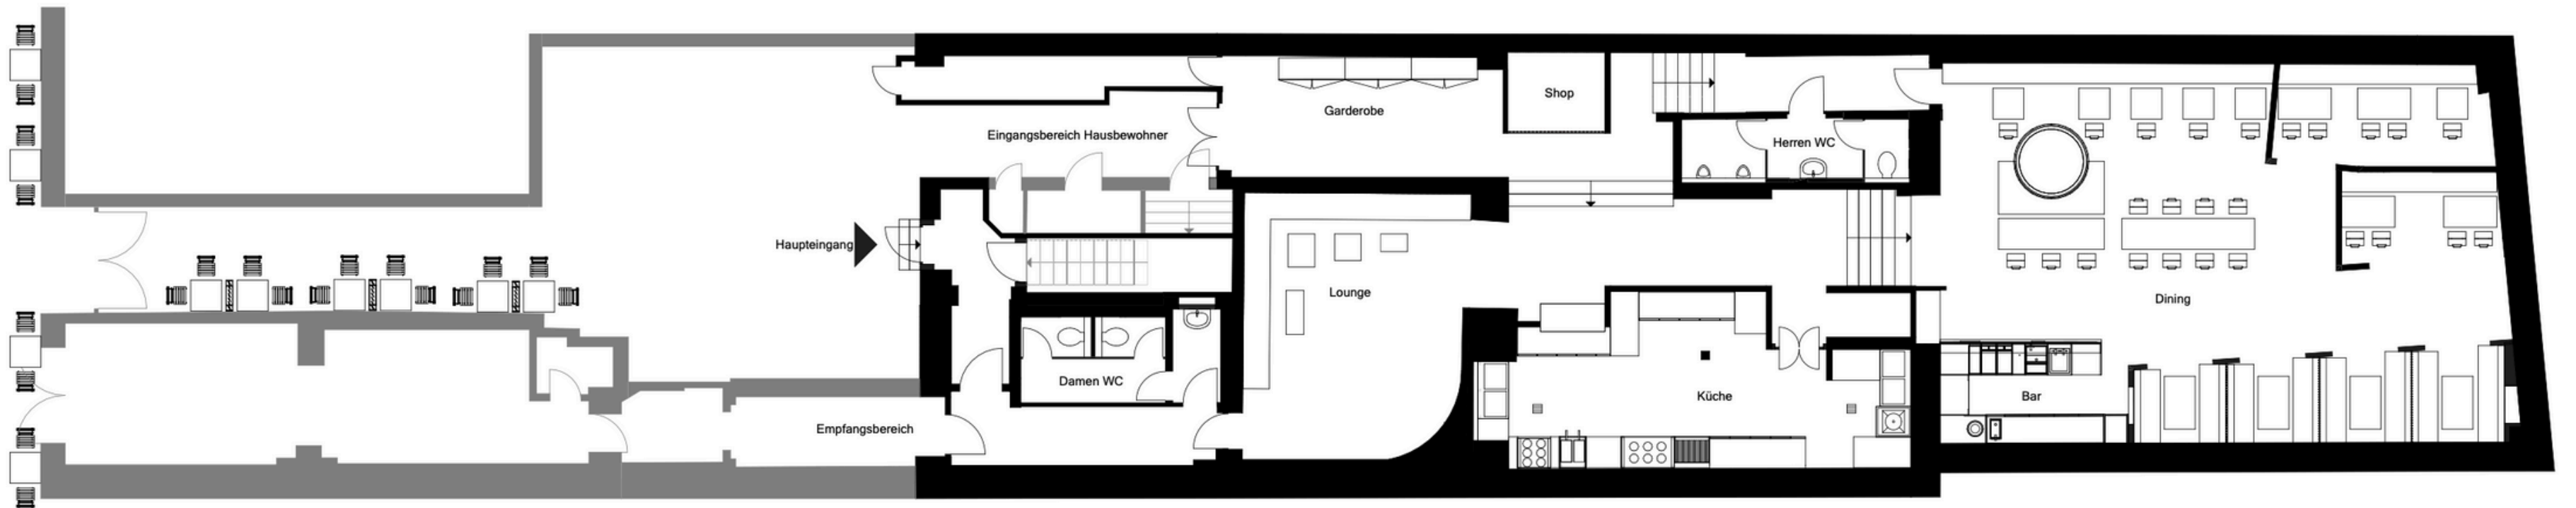 Shop
Garderobe
Eingangsbereich Hausbewohner
Herren WC
Haupteingang
Lounge
Dining
Damen WC
Küche
Bar
Empfangsbereich